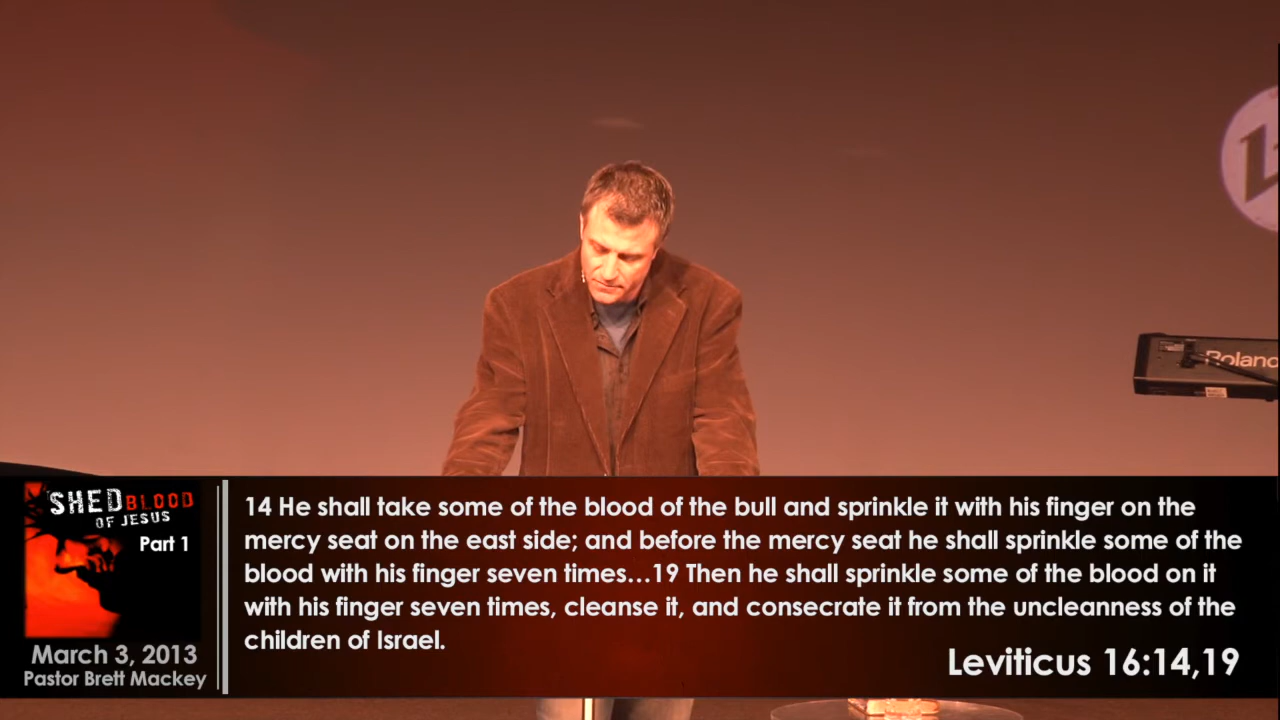 Roland
SHED BLOOD
OF JESUS
Part 1
March 3, 2013
Pastor Brett Mackey
14 He shall take some of the blood of the bull and sprinkle it with his finger on the
mercy seat on the east side; and before the mercy seat he shall sprinkle some of the
blood with his finger seven times...19 Then he shall sprinkle some of the blood on it
with his finger seven times, cleanse it, and consecrate it from the uncleanness of the
children of Israel.
Leviticus 16:14,19